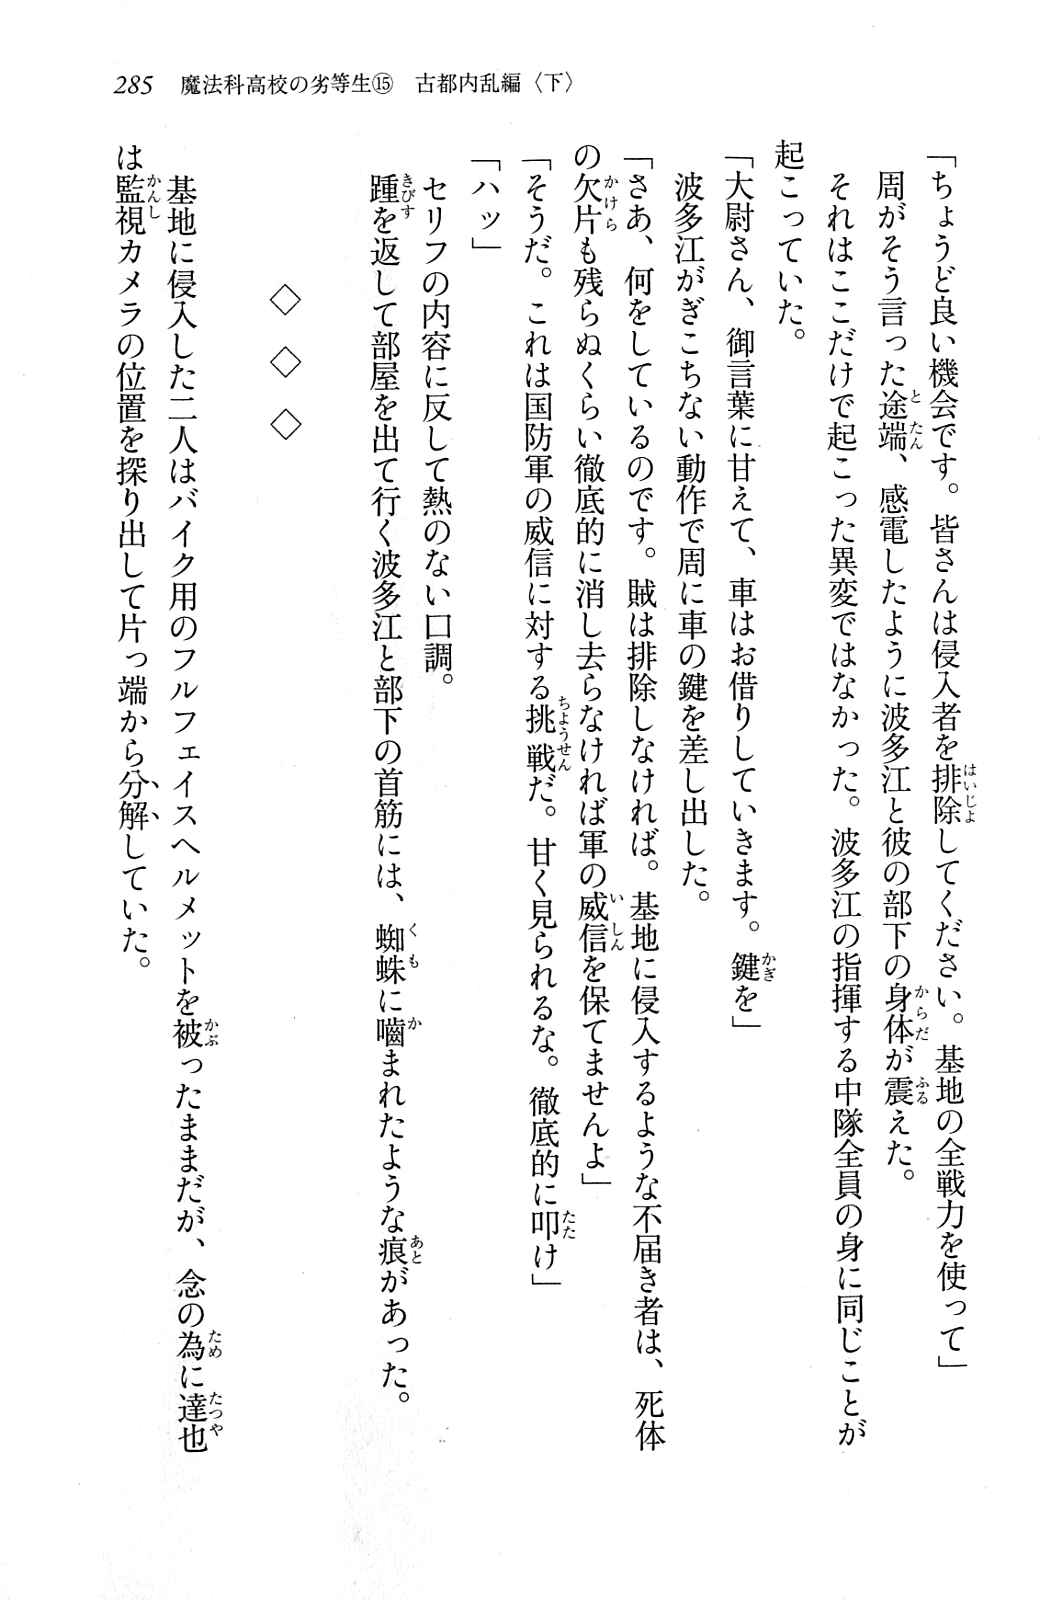 285　魔法科高校の劣等生⑮　古都内乱編〈下〉
「ちょうど良い機会です。皆さんは侵入者を排除してください。基地の全戦力を使って」
　周がそう言った途端、感電したように波多江と彼の部下の身体が震えた。
　それはここだけで起こった異変ではなかった。波多江の指揮する中隊全員の身に同じことが
起こっていた。
「大尉さん、御言葉に甘えて、車はお借りしていきます。鍵を」
　波多江がぎこちない動作で周に車の鍵を差し出した。
「さあ、何をしているのです。賊は排除しなければ。基地に侵入するような不届き者は、死体
の欠片も残らぬくらい徹底的に消し去らなければ軍の威信を保てませんよ」
「そうだ。これは国防軍の威信に対する挑戦だ。甘く見られるな。徹底的に叩け」
「ハッ」
　セリフの内容に反して熱のない口調。
　踵を返して部屋を出て行く波多江と部下の首筋には、蜘蛛に嚙まれたような痕があった。
◇　◇　◇
　基地に侵入した二人はバイク用のフルフェイスヘルメットを被ったままだが、念の為に達也
は監視カメラの位置を探り出して片っ端から分解していた。